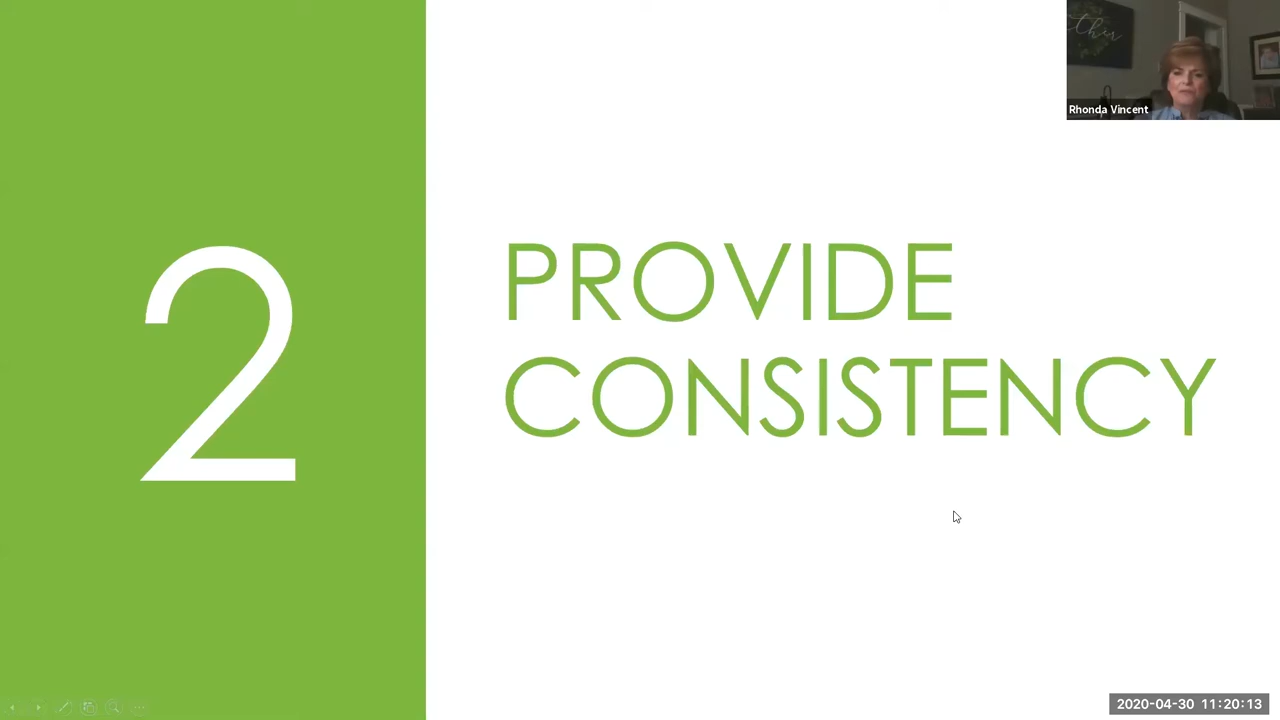 2
PROVIDE
CONSISTENCY
Rhonda Vincent
2020-04-30 11:20:13